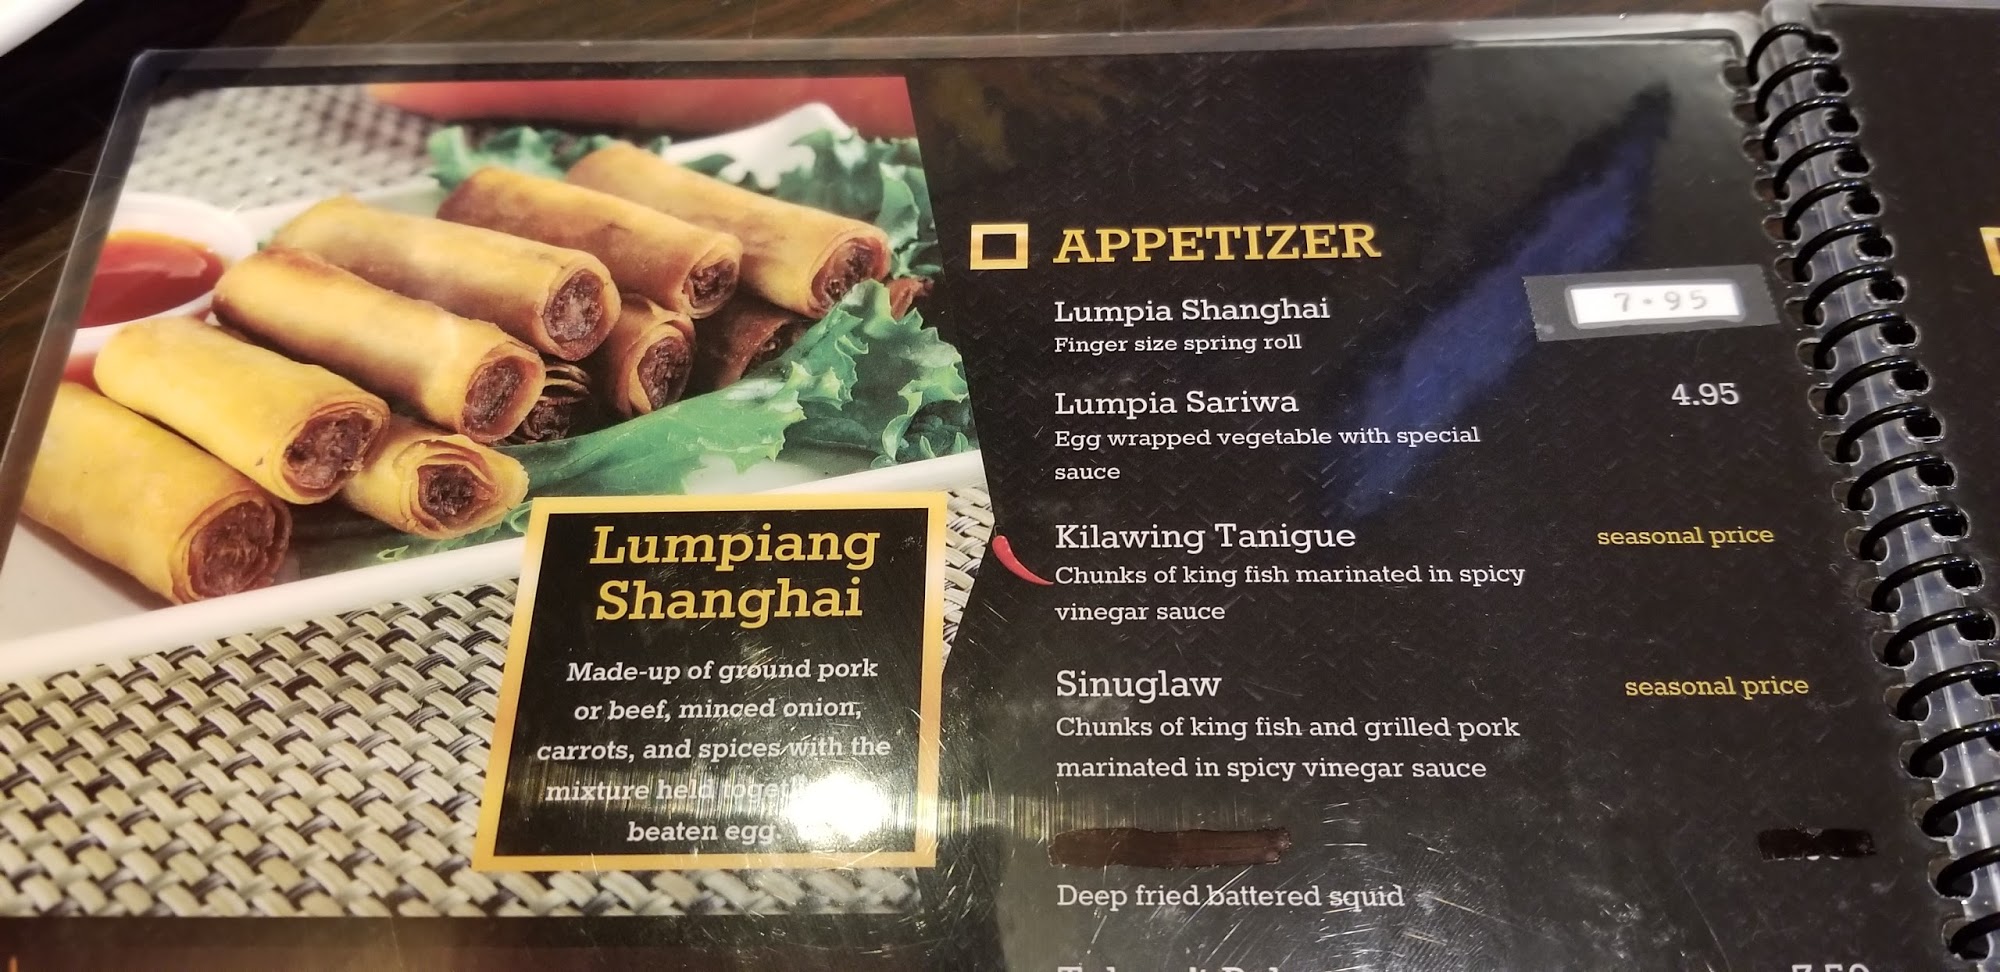 Lumpiang
Shanghai
Made-up of ground pork
or beef, minced onion,
carrots, and spices with the
mixture held
beaten egg.
APPETIZER
Lumpia Shanghai 7.95
Finger size spring roll
Lumpia Sariwa 4.95
Egg wrapped vegetable with special
sauce
Kilawing Tanigue seasonal price
Chunks of king fish marinated in spicy
vinegar sauce
Sinuglaw seasonal price
Chunks of king fish and grilled pork
marinated in spicy vinegar sauce
Deep fried battered squid